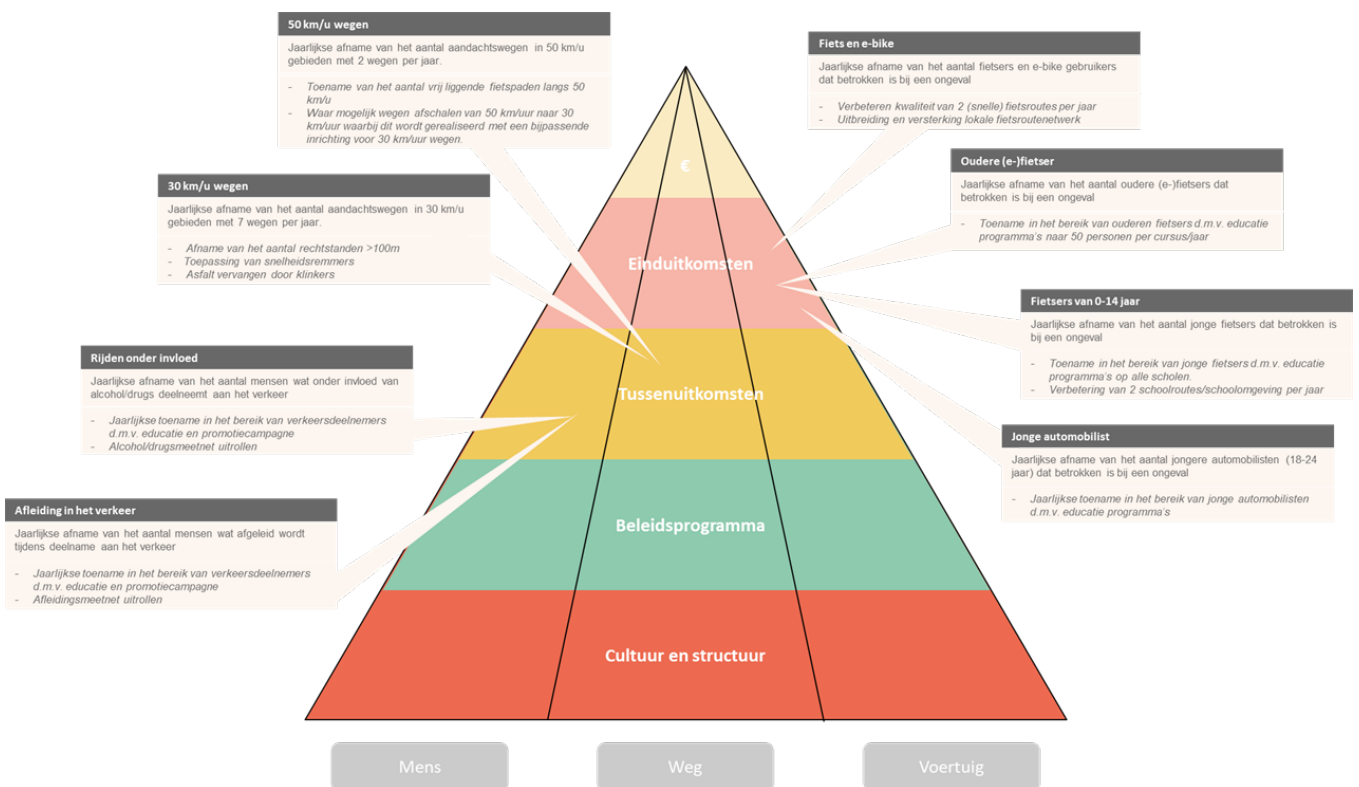 50 km/u wegen
Jaarlijkse afname van het aantal aandachtswegen in 50 km/u
gebieden met 2 wegen per jaar.
- Toename van het aantal vrij liggende fietspaden langs 50
km/u
- Waar mogelijk wegen afschalen van 50 km/uur naar 30
km/uur waarbij dit wordt gerealiseerd met een bijpassende
inrichting voor 30 km/uur wegen.
Fiets en e-bike
Jaarlijkse afname van het aantal fietsers en e-bike gebruikers
dat betrokken is bij een ongeval
- Verbeteren kwaliteit van 2 (snelle) fietsroutes per jaar
- Uitbreiding en versterking lokale fietsroutenetwerk
30 km/u wegen
Jaarlijkse afname van het aantal aandachtswegen in 30 km/u
gebieden met 7 wegen per jaar.
- Afname van het aantal rechtstanden >100m
- Toepassing van snelheidsremmers
- Asfalt vervangen door klinkers
Oudere (e-)fietser
Jaarlijkse afname van het aantal oudere (e-)fietsers dat
betrokken is bij een ongeval
- Toename in het bereik van ouderen fietsers d.m.v. educatie
programma's naar 50 personen per cursus/jaar
Fietsers van 0-14 jaar
Jaarlijkse afname van het aantal jonge fietsers dat betrokken is
bij een ongeval
- Toename in het bereik van jonge fietsers d.m.v. educatie
programma's op alle scholen.
- Verbetering van 2 schoolroutes/schoolomgeving per jaar
Rijden onder invloed
Jaarlijkse afname van het aantal mensen wat onder invloed van
alcohol/drugs deelneemt aan het verkeer
- Jaarlijkse toename in het bereik van verkeersdeelnemers
d.m.v. educatie en promotiecampagne
- Alcohol/drugsmeetnet uitrollen
Jonge automobilist
Jaarlijkse afname van het aantal jongere automobilisten (18-24
jaar) dat betrokken is bij een ongeval
- Jaarlijkse toename in het bereik van jonge automobilisten
d.m.v. educatie programma's
Afleiding in het verkeer
Jaarlijkse afname van het aantal mensen wat afgeleid wordt
tijdens deelname aan het verkeer
- Jaarlijkse toename in het bereik van verkeersdeelnemers
d.m.v. educatie en promotiecampagne
- Afleidingsmeetnet uitrollen
€
Einduitkomsten
Tussenuitkomsten
Beleidsprogramma
Cultuur en structuur
Mens
Weg
Voertuig